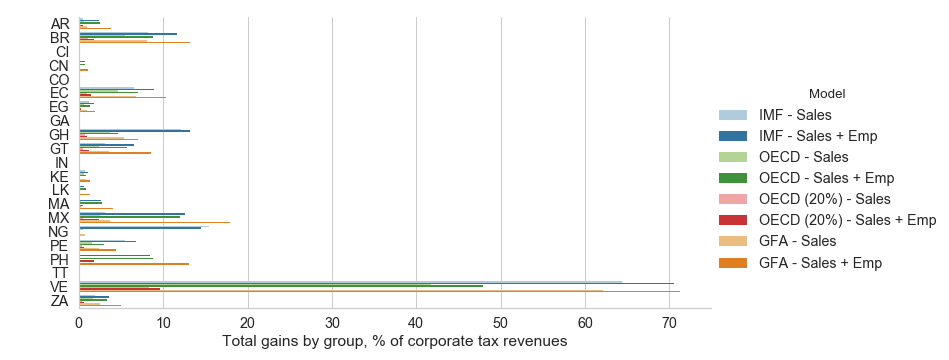 AR
BR
CI
CN
CO
EC
EG
GA
GH
GT
IN
KE
LK
MA
MX
NG
PE
PH
TT
VE
ZA
0 10 20 30 40 50 60 70
Total gains by group, % of corporate tax revenues
Model
IMF - Sales
IMF - Sales + Emp
OECD - Sales
OECD - Sales + Emp
OECD (20%) - Sales
OECD (20%) - Sales + Emp
GFA - Sales
GFA - Sales + Emp